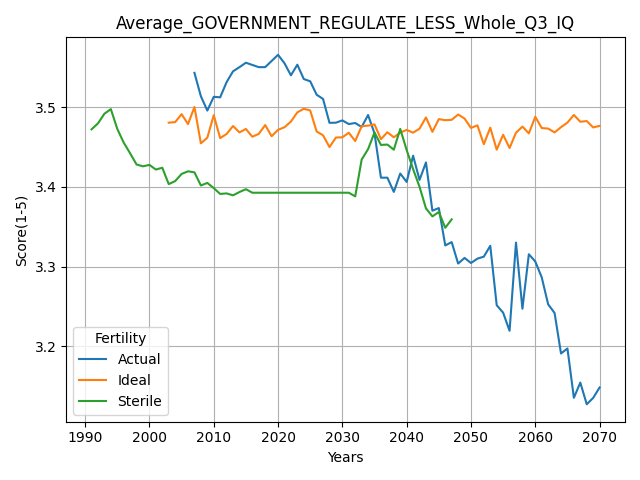 Average_GOVERNMENT_REGULATE_LESS_Whole_Q3_IQ
Score(1-5)
3.5
3.4
3.3
3.2
Fertility
Actual
Ideal
Sterile
1990 2000 2010 2020 2030 2040 2050 2060 2070
Years